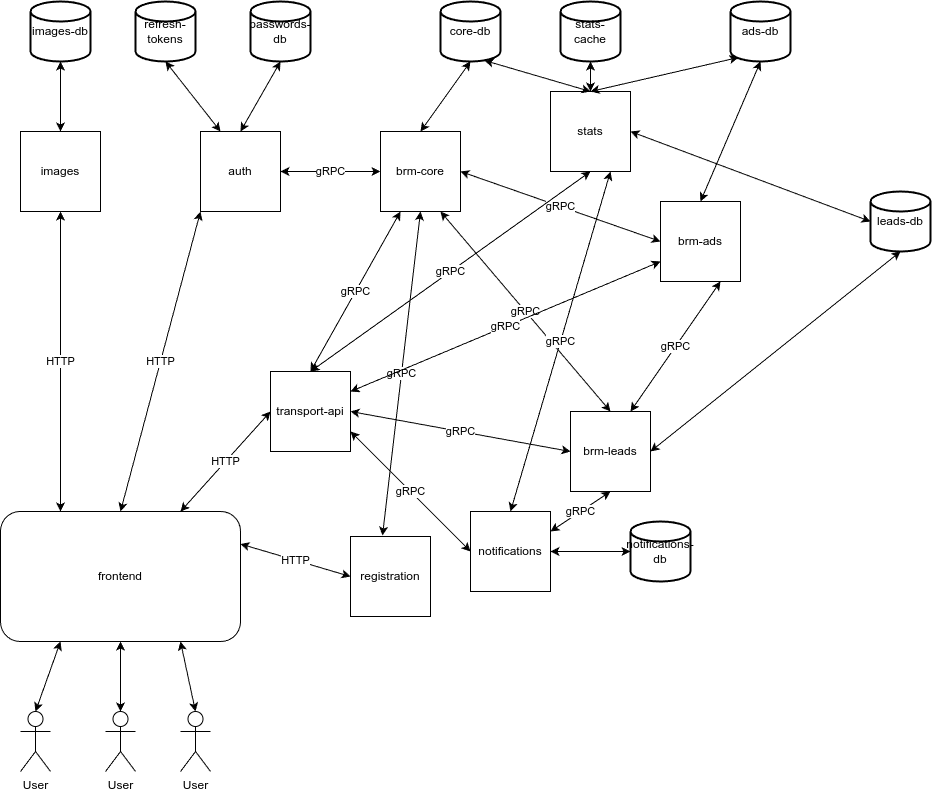 images-db
refresh-
tokens
passwords-
db
core-db
stats-
cache
ads-db
images
auth
gRPC
brm-core
stats
gRPC
brm-ads
leads-db
gRPC
gRPC
gRPC
gRPC
gRPC
gRPC
HTTP
HTTP
gRPC
transport-api
gRPC
brm-leads
HTTP
gRPC
gRPC
notifications
notifications-
db
HTTP
frontend
registration
User
User
User